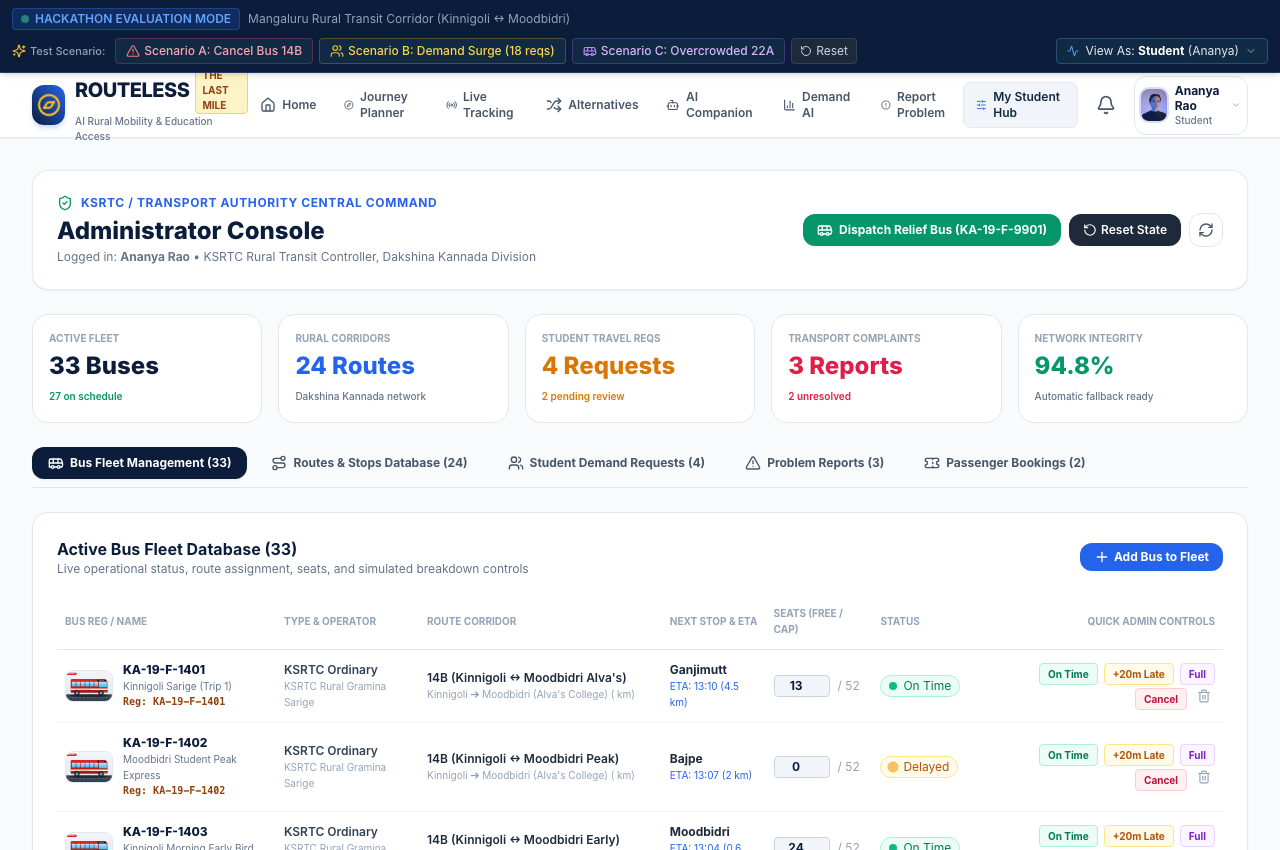 HACKATHON EVALUATION MODE
Mangaluru Rural Transit Corridor (Kinnigoli ↔ Moodbidri)
Test Scenario:
Scenario A: Cancel Bus 14B
Scenario B: Demand Surge (18 reqs)
Scenario C: Overcrowded 22A
Reset
View As: Student (Ananya)
ROUTELESS
THE LAST MILE
AI Rural Mobility & Education Access
Home
Journey Planner
Live Tracking
Alternatives
AI Companion
Demand AI
Report Problem
My Student Hub
Ananya Rao
Student
KSRTC / TRANSPORT AUTHORITY CENTRAL COMMAND
Administrator Console
Logged in: Ananya Rao • KSRTC Rural Transit Controller, Dakshina Kannada Division
Dispatch Relief Bus (KA-19-F-9901)
Reset State
ACTIVE FLEET
33 Buses
27 on schedule
RURAL CORRIDORS
24 Routes
Dakshina Kannada network
STUDENT TRAVEL REQS
4 Requests
2 pending review
TRANSPORT COMPLAINTS
3 Reports
2 unresolved
NETWORK INTEGRITY
94.8%
Automatic fallback ready
Bus Fleet Management (33)
Routes & Stops Database (24)
Student Demand Requests (4)
Problem Reports (3)
Passenger Bookings (2)
Active Bus Fleet Database (33)
Live operational status, route assignment, seats, and simulated breakdown controls
Add Bus to Fleet
BUS REG / NAME
TYPE & OPERATOR
ROUTE CORRIDOR
NEXT STOP & ETA
SEATS (FREE / CAP)
STATUS
QUICK ADMIN CONTROLS
KA-19-F-1401
Kinnigoli Sarige (Trip 1)
Reg: KA-19-F-1401
KSRTC Ordinary
KSRTC Rural Gramina Sarige
14B (Kinnigoli ↔ Moodbidri Alva's)
Kinnigoli → Moodbidri (Alva's College) ( km)
Ganjimutt
ETA: 13:10 (4.5 km)
13 / 52
On Time
On Time
+20m Late
Full
Cancel
KA-19-F-1402
Moodbidri Student Peak Express
Reg: KA-19-F-1402
KSRTC Ordinary
KSRTC Rural Gramina Sarige
14B (Kinnigoli ↔ Moodbidri Peak)
Kinnigoli → Moodbidri (Alva's College) ( km)
Bajpe
ETA: 13:07 (2 km)
0 / 52
Delayed
On Time
+20m Late
Full
Cancel
KA-19-F-1403
Kinnigoli Morning Early Bird
KSRTC Ordinary
KSRTC Rural Gramina
14B (Kinnigoli ↔ Moodbidri Early)
Moodbidri
ETA: 13:04 (0.6
24 / 52
On Time
On Time
+20m Late
Full